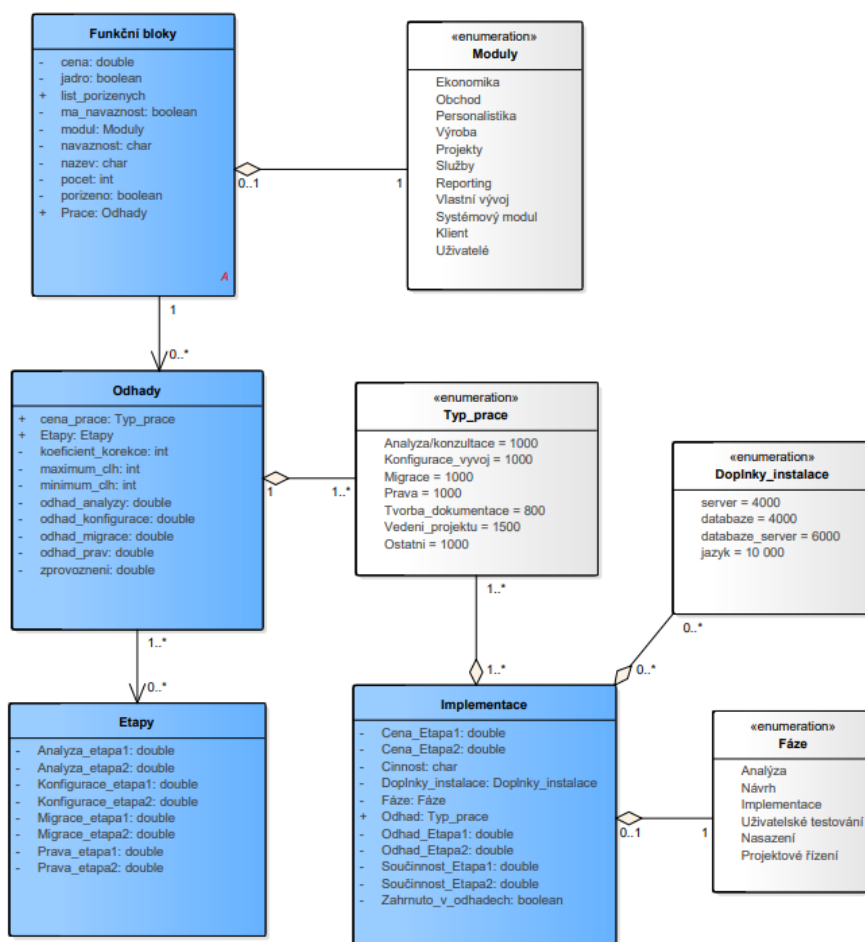 Funkční bloky
- cena: double
- jadro: boolean
+ list_porizenych
- ma_navaznost: boolean
- modul: Moduly
- navaznost: char
- nazev: char
- pocet: int
- porizeno: boolean
+ Prace: Odhady
A
«enumeration»
Moduly
Ekonomika
Obchod
Personalistika
Výroba
Projekty
Služby
Reporting
Vlastní vývoj
Systémový modul
Klient
Uživatelé
0..1
1
1
0..*
Odhady
+ cena_prace: Typ_prace
+ Etapy: Etapy
- koeficient_korekce: int
- maximum_clh: int
- minimum_clh: int
- odhad_analyzy: double
- odhad_konfigurace: double
- odhad_migrace: double
- odhad_prav: double
- zprovozneni: double
1
1..*
«enumeration»
Typ_prace
Analyza/konzultace = 1000
Konfigurace_vyvoj = 1000
Migrace = 1000
Prava = 1000
Tvorba_dokumentace = 800
Vedeni_projektu = 1500
Ostatni = 1000
«enumeration»
Doplnky_instalace
server = 4000
databaze = 4000
databaze_server = 6000
jazyk = 10 000
1..*
0..*
1..*
1..*
0..*
0..*
Etapy
- Analyza_etapa1: double
- Analyza_etapa2: double
- Konfigurace_etapa1: double
- Konfigurace_etapa2: double
- Migrace_etapa1: double
- Migrace_etapa2: double
- Prava_etapa1: double
- Prava_etapa2: double
Implementace
- Cena_Etapa1: double
- Cena_Etapa2: double
- Cinnost: char
- Doplnky_instalace: Doplnky_instalace
- Fáze: Fáze
+ Odhad: Typ_prace
- Odhad_Etapa1: double
- Odhad_Etapa2: double
- Součinnost_Etapa1: double
- Součinnost_Etapa2: double
- Zahrnuto_v_odhadech: boolean
0..1
1
«enumeration»
Fáze
Analýza
Návrh
Implementace
Uživatelské testování
Nasazení
Projektové řízení